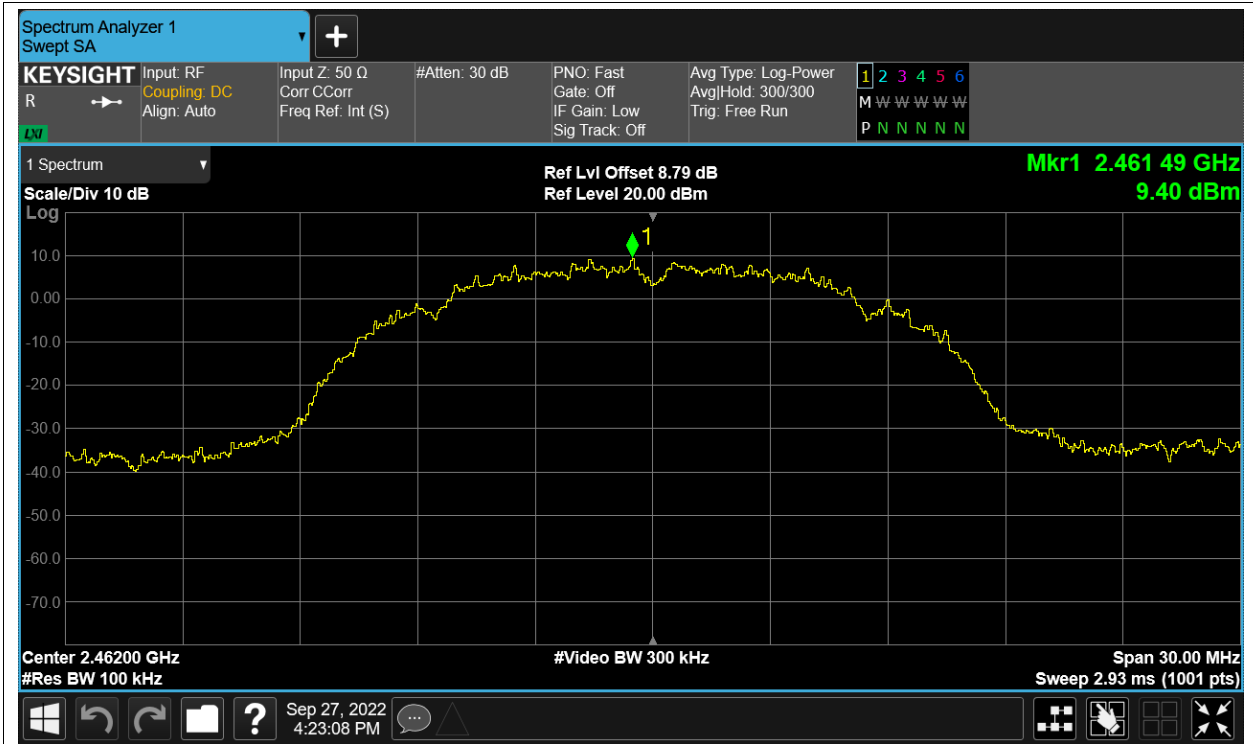 Spectrum Analyzer 1
Swept SA
KEYSIGHT
R
LXI
Input: RF
Coupling: DC
Align: Auto
Input Z: 50 Ω
Corr CCorr
Freq Ref: Int (S)
#Atten: 30 dB
PNO: Fast
Gate: Off
IF Gain: Low
Sig Track: Off
Avg Type: Log-Power
Avg|Hold: 300/300
Trig: Free Run
1 2 3 4 5 6
M W W W W W
P N N N N N
1 Spectrum
Scale/Div 10 dB
Ref Lvl Offset 8.79 dB
Ref Level 20.00 dBm
Mkr1 2.461 49 GHz
9.40 dBm
Log
1
10.0
0.00
-10.0
-20.0
-30.0
-40.0
-50.0
-60.0
-70.0
Center 2.46200 GHz
#Video BW 300 kHz
Span 30.00 MHz
#Res BW 100 kHz
Sweep 2.93 ms (1001 pts)
?
Sep 27, 2022
4:23:08 PM